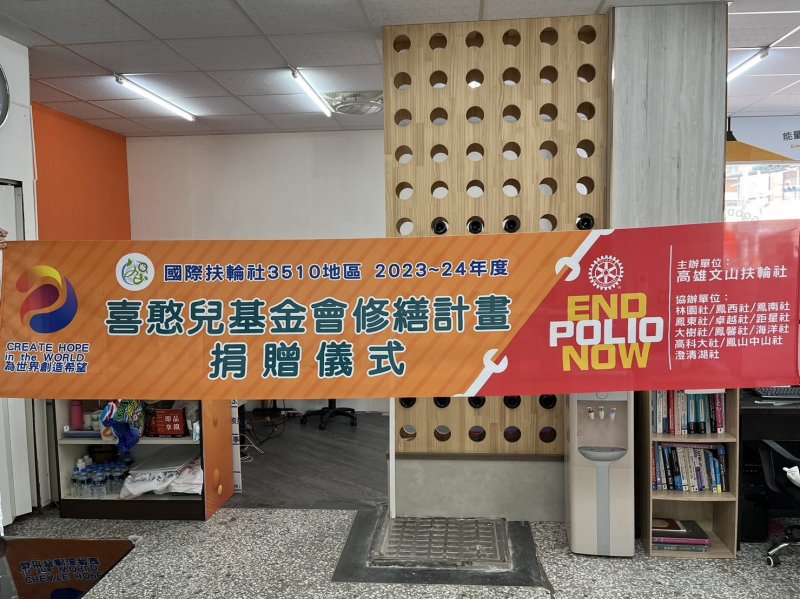 國際扶輪社3510地區 2023~24年度
喜憨兒基金會修繕計畫
捐贈儀式
CREATE HOPE
in the WORLD
為世界創造希望
END
POLIO
NOW
主辦單位：
高雄文山扶輪社
協辦單位：
林園社/鳳西社/鳳南社
鳳東社/卓越社/鉅星社
大樹社/鳳馨社/海洋社
高科大社/鳳山中山社
澄清湖社
能量